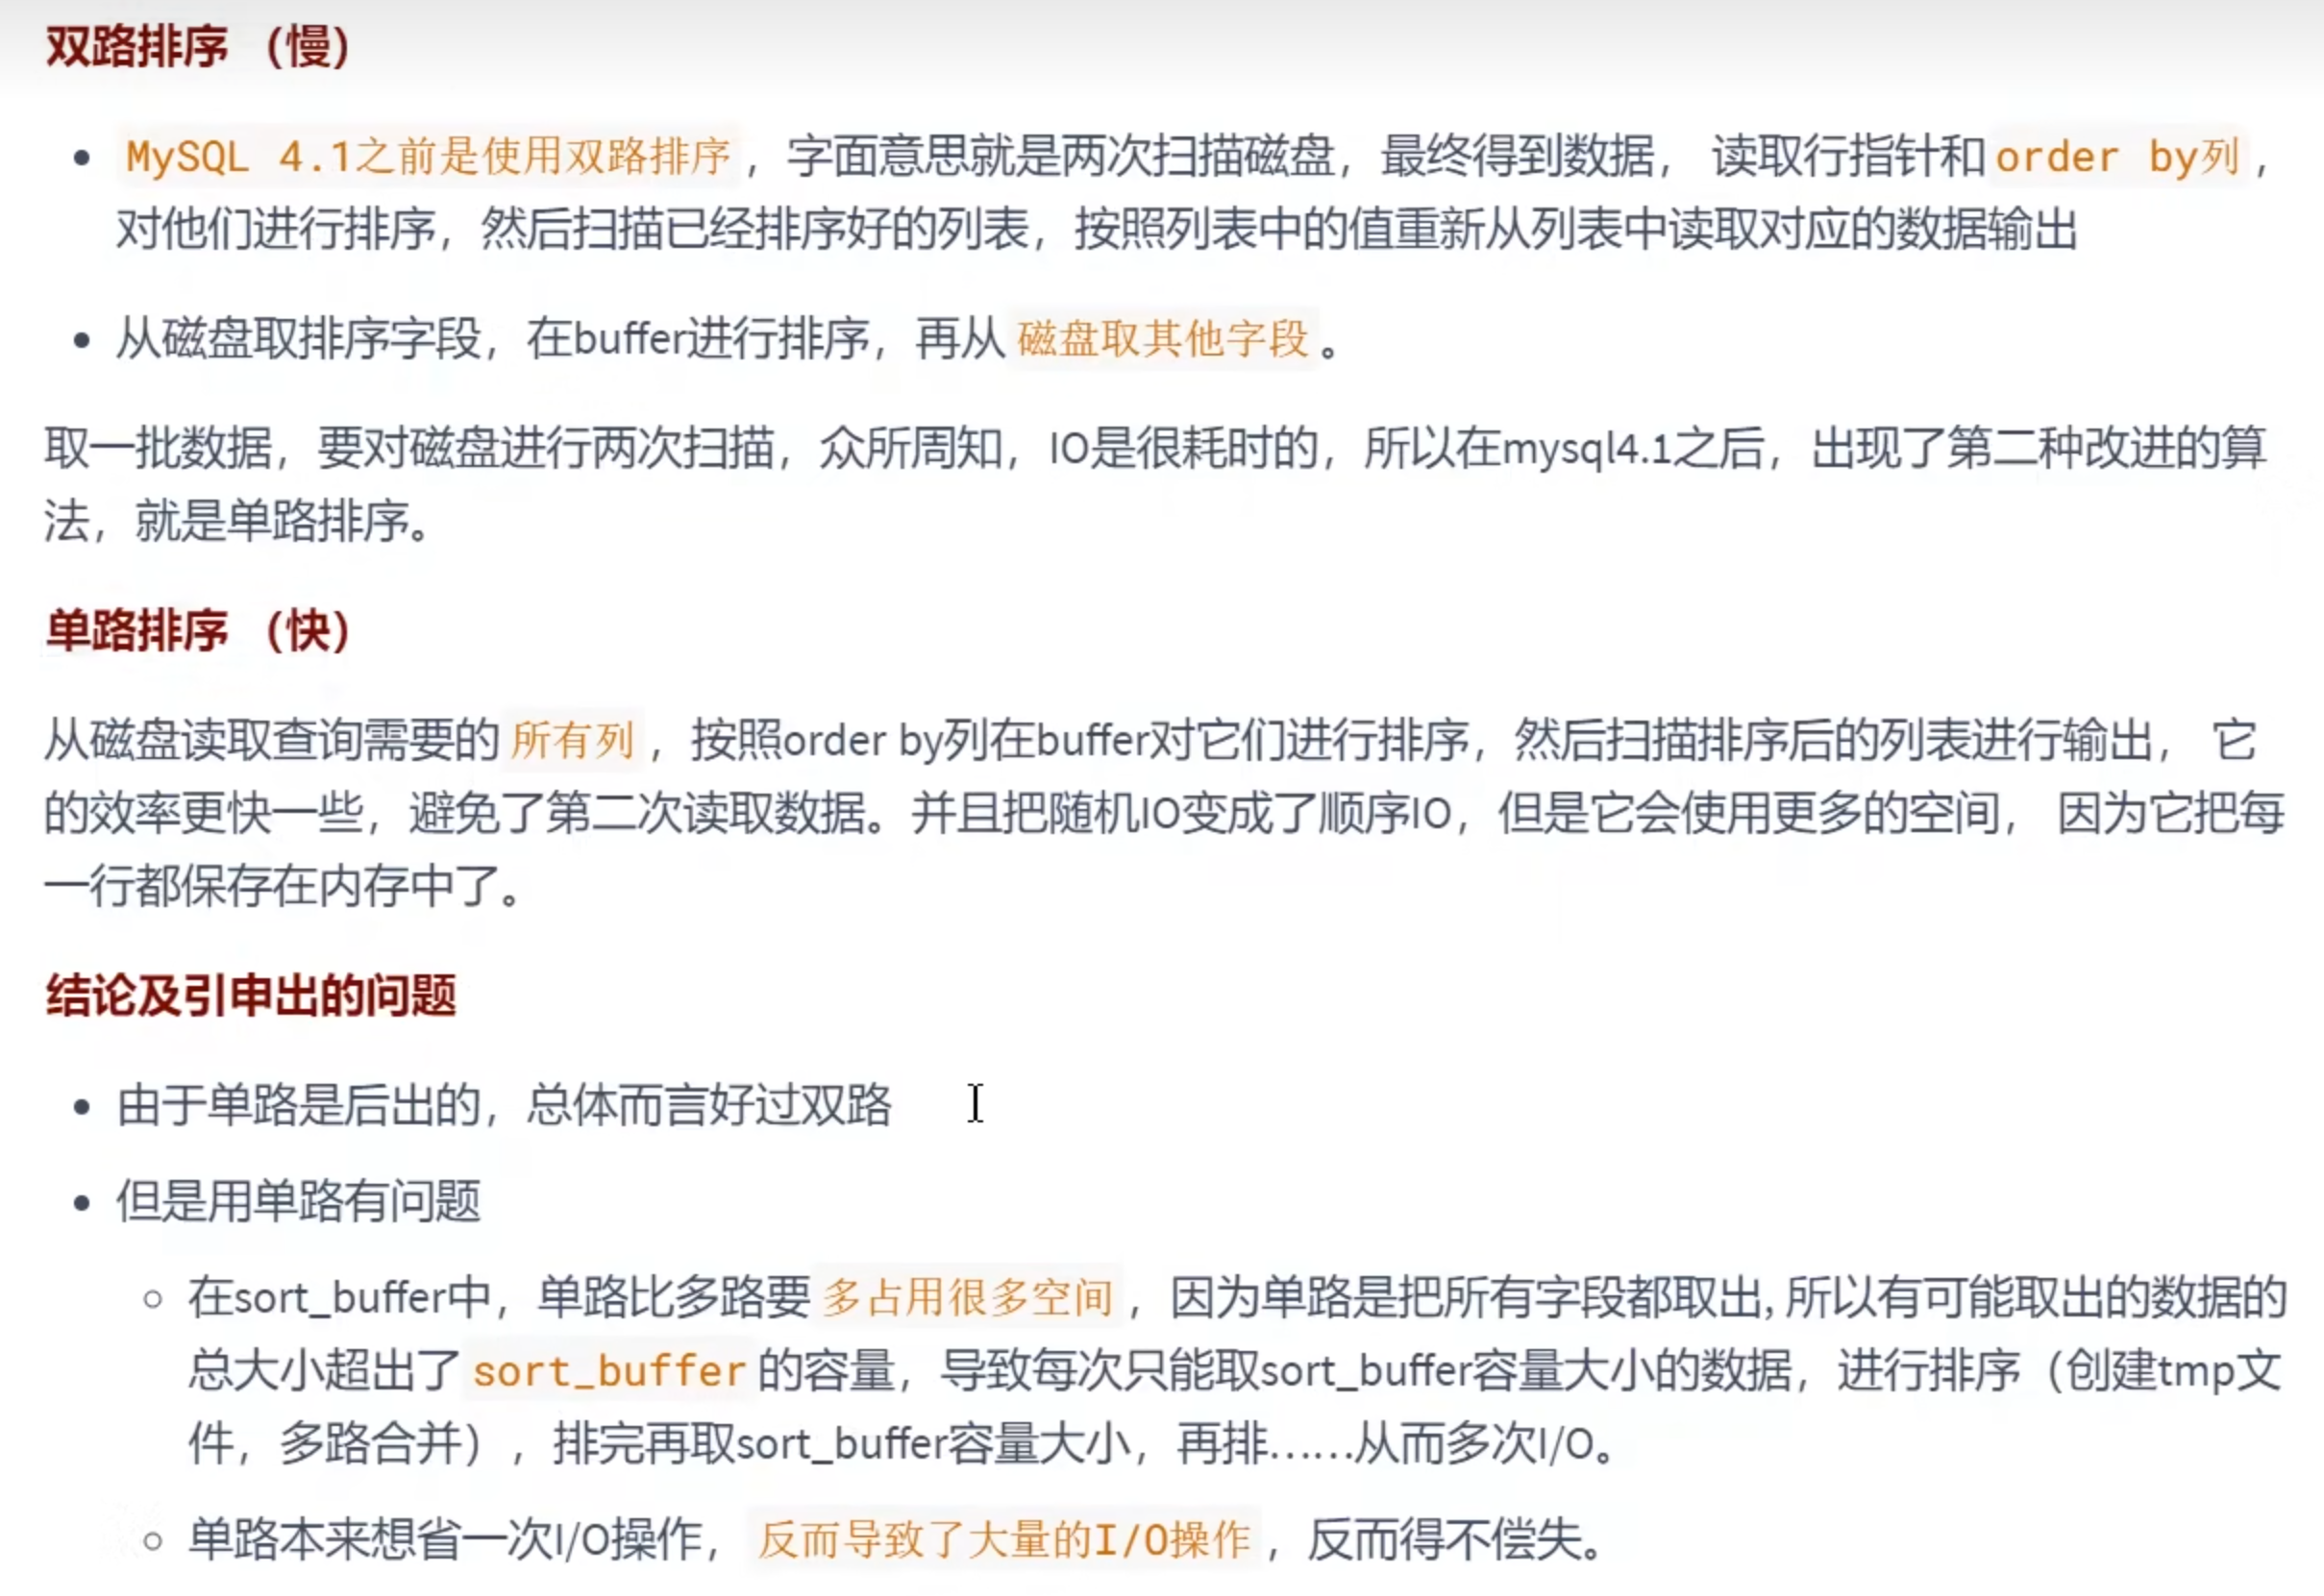 双路排序 （慢）
MySQL 4.1之前是使用双路排序 ，字面意思就是两次扫描磁盘，最终得到数据， 读取行指针和 order by列 ，
对他们进行排序，然后扫描已经排序好的列表，按照列表中的值重新从列表中读取对应的数据输出
从磁盘取排序字段，在buffer进行排序，再从 磁盘取其他字段 。
取一批数据，要对磁盘进行两次扫描，众所周知，IO是很耗时的，所以在mysql4.1之后，出现了第二种改进的算
法，就是单路排序。
单路排序 （快）
从磁盘读取查询需要的 所有列 ，按照order by列在buffer对它们进行排序，然后扫描排序后的列表进行输出， 它
的效率更快一些，避免了第二次读取数据。并且把随机IO变成了顺序IO，但是它会使用更多的空间， 因为它把每
一行都保存在内存中了。
结论及引申出的问题
由于单路是后出的，总体而言好过双路
但是用单路有问题
在sort_buffer中，单路比多路要 多占用很多空间 ，因为单路是把所有字段都取出, 所以有可能取出的数据的
总大小超出了 sort_buffer 的容量，导致每次只能取sort_buffer容量大小的数据，进行排序（创建tmp文
件，多路合并），排完再取sort_buffer容量大小，再排……从而多次I/O。
单路本来想省一次I/O操作， 反而导致了大量的I/O操作 ，反而得不偿失。